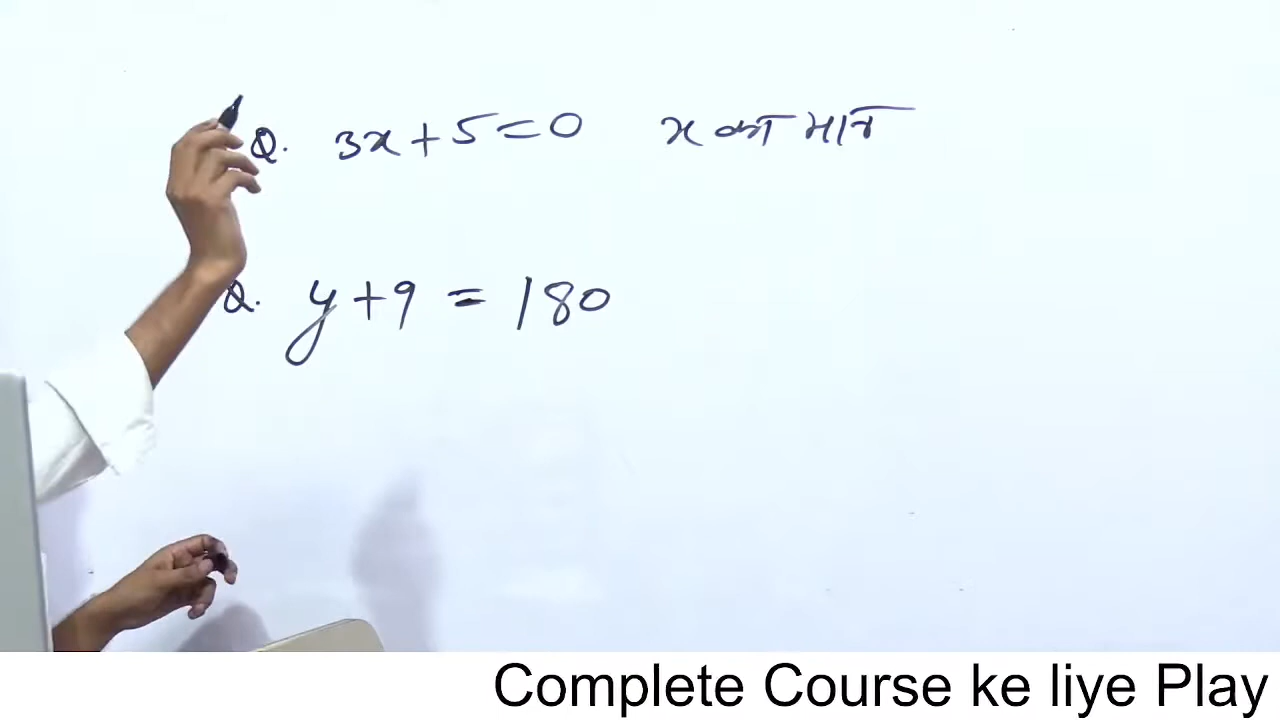 Q. 3x+5=0 x का मान
Q. y+9 = 180
Complete Course ke liye Play